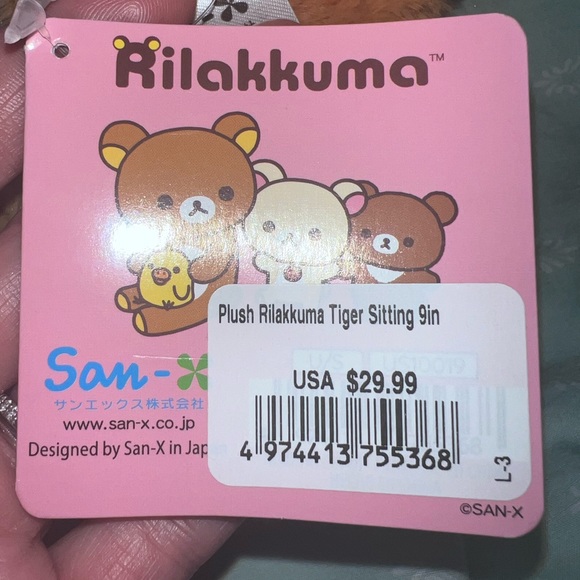 Rilakkuma™
Plush Rilakkuma Tiger Sitting 9in
USA $29.99
4 974413 755368
L-3
San-X
サンエックス株式会社
www.san-x.co.jp
Designed by San-X in Jap
©SAN-X